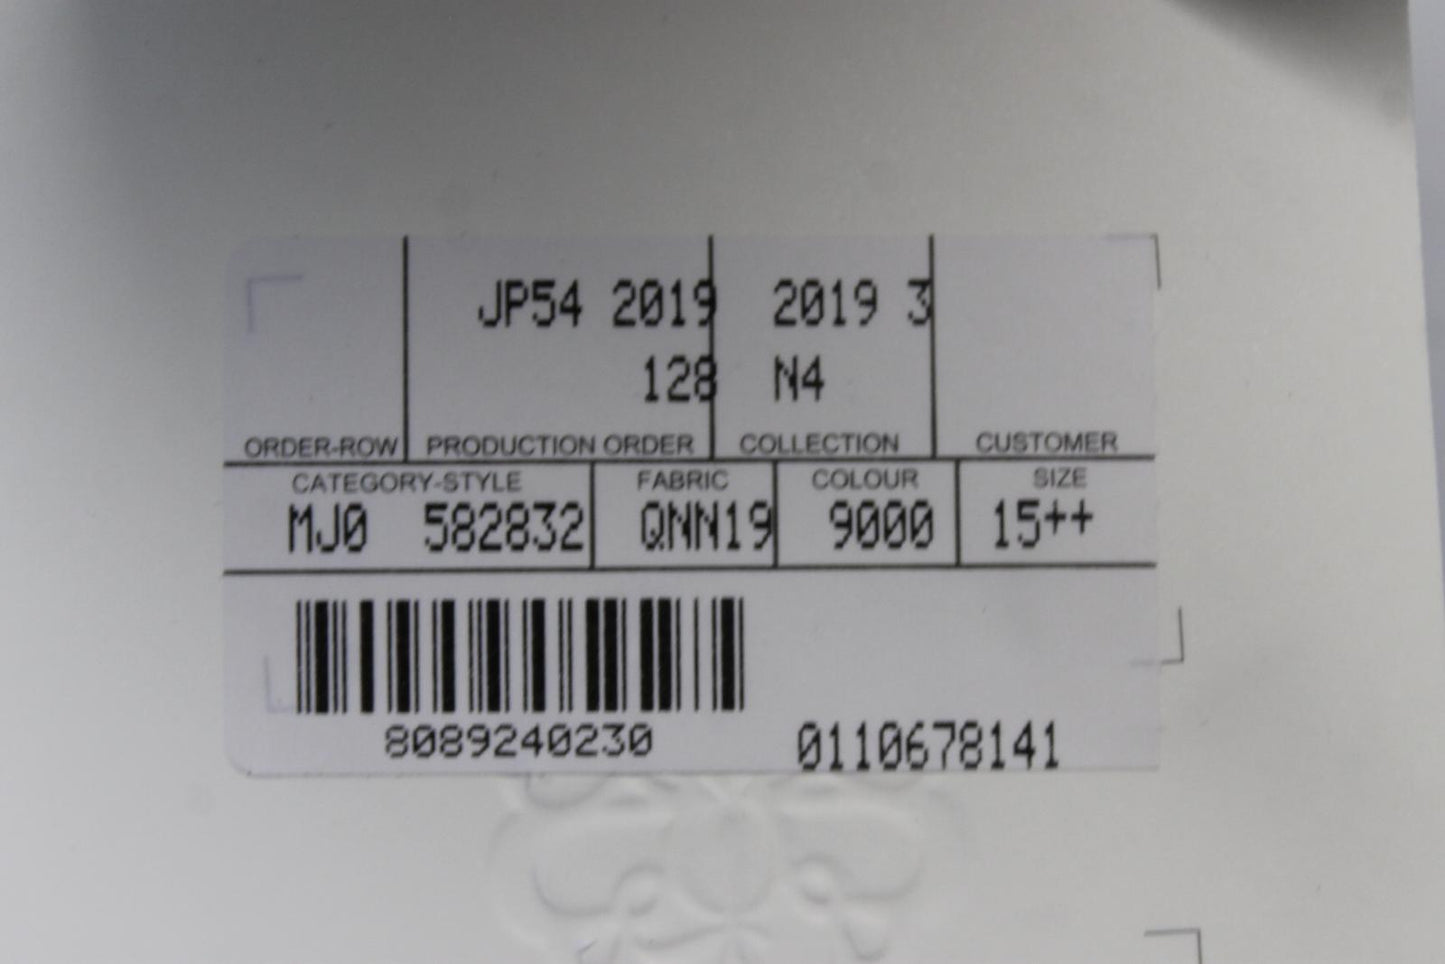 JP54 2019 2019 3
128 N4
ORDER-ROW PRODUCTION ORDER COLLECTION CUSTOMER
CATEGORY-STYLE FABRIC COLOUR SIZE
MJ0 582832 QNN19 9000 15++
8089240230 0110678141